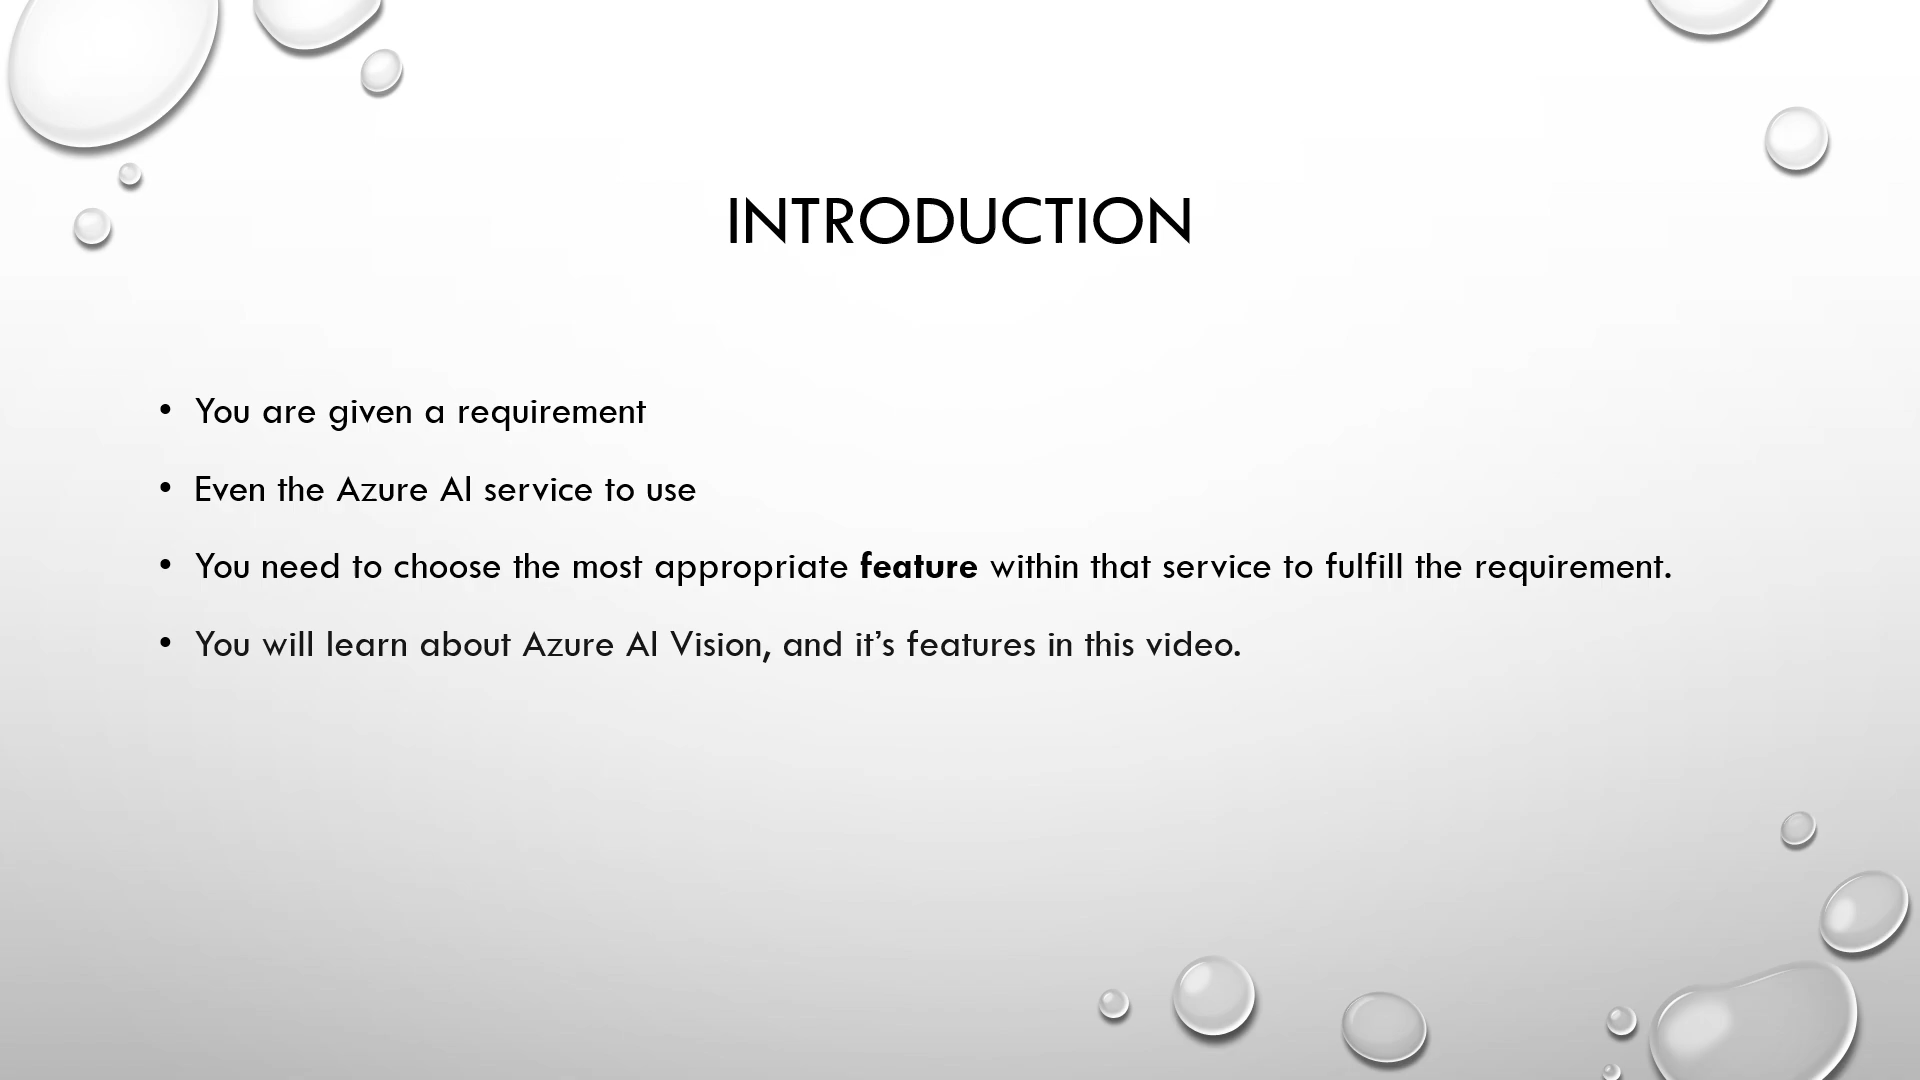 INTRODUCTION
• You are given a requirement
• Even the Azure AI service to use
• You need to choose the most appropriate feature within that service to fulfill the requirement.
• You will learn about Azure AI Vision, and it’s features in this video.